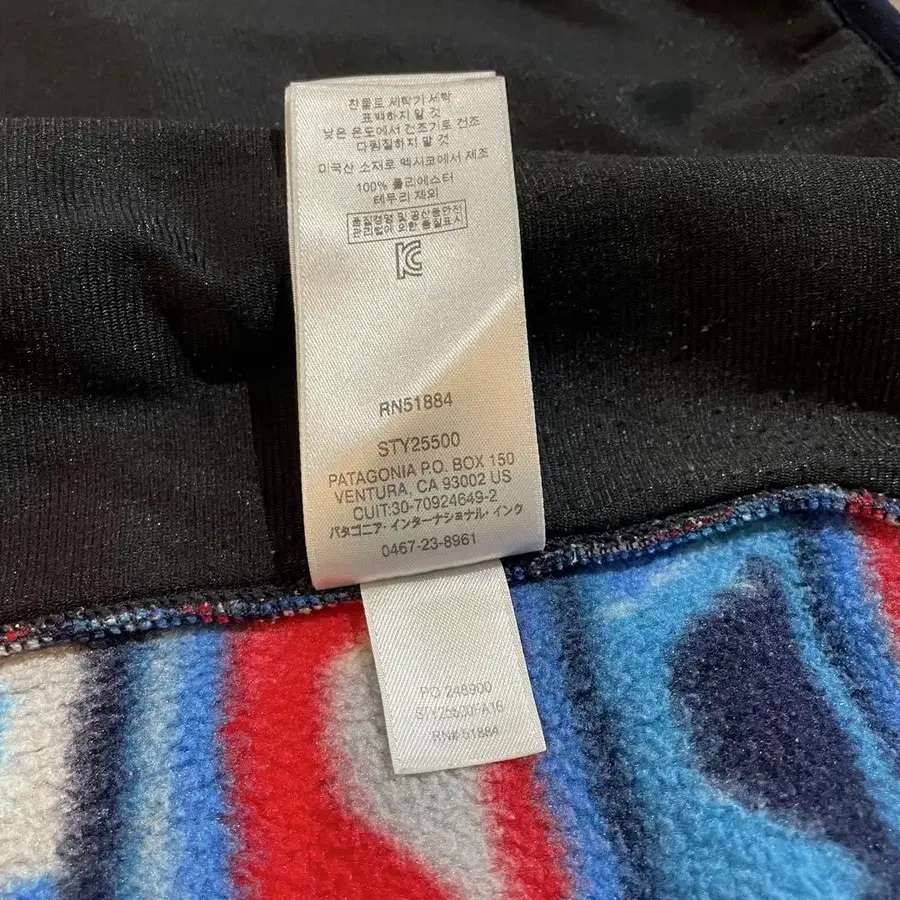 찬물로 세탁기 세탁
표백하지 말 것
낮은 온도에서 건조기로 건조
다림질하지 말 것
미국산 소재로 멕시코에서 제조
100% 폴리에스터
테두리 제외
품질경영 및 공산품안전
관리법에 의한 품질표시
RN51884
STY25500
PATAGONIA P.O. BOX 150
VENTURA, CA 93002 US
CUIT:30-70924649-2
パタゴニア・インターナショナル・インク
0467-23-8961
PO 248900
STY25500FA16
RN# 51884